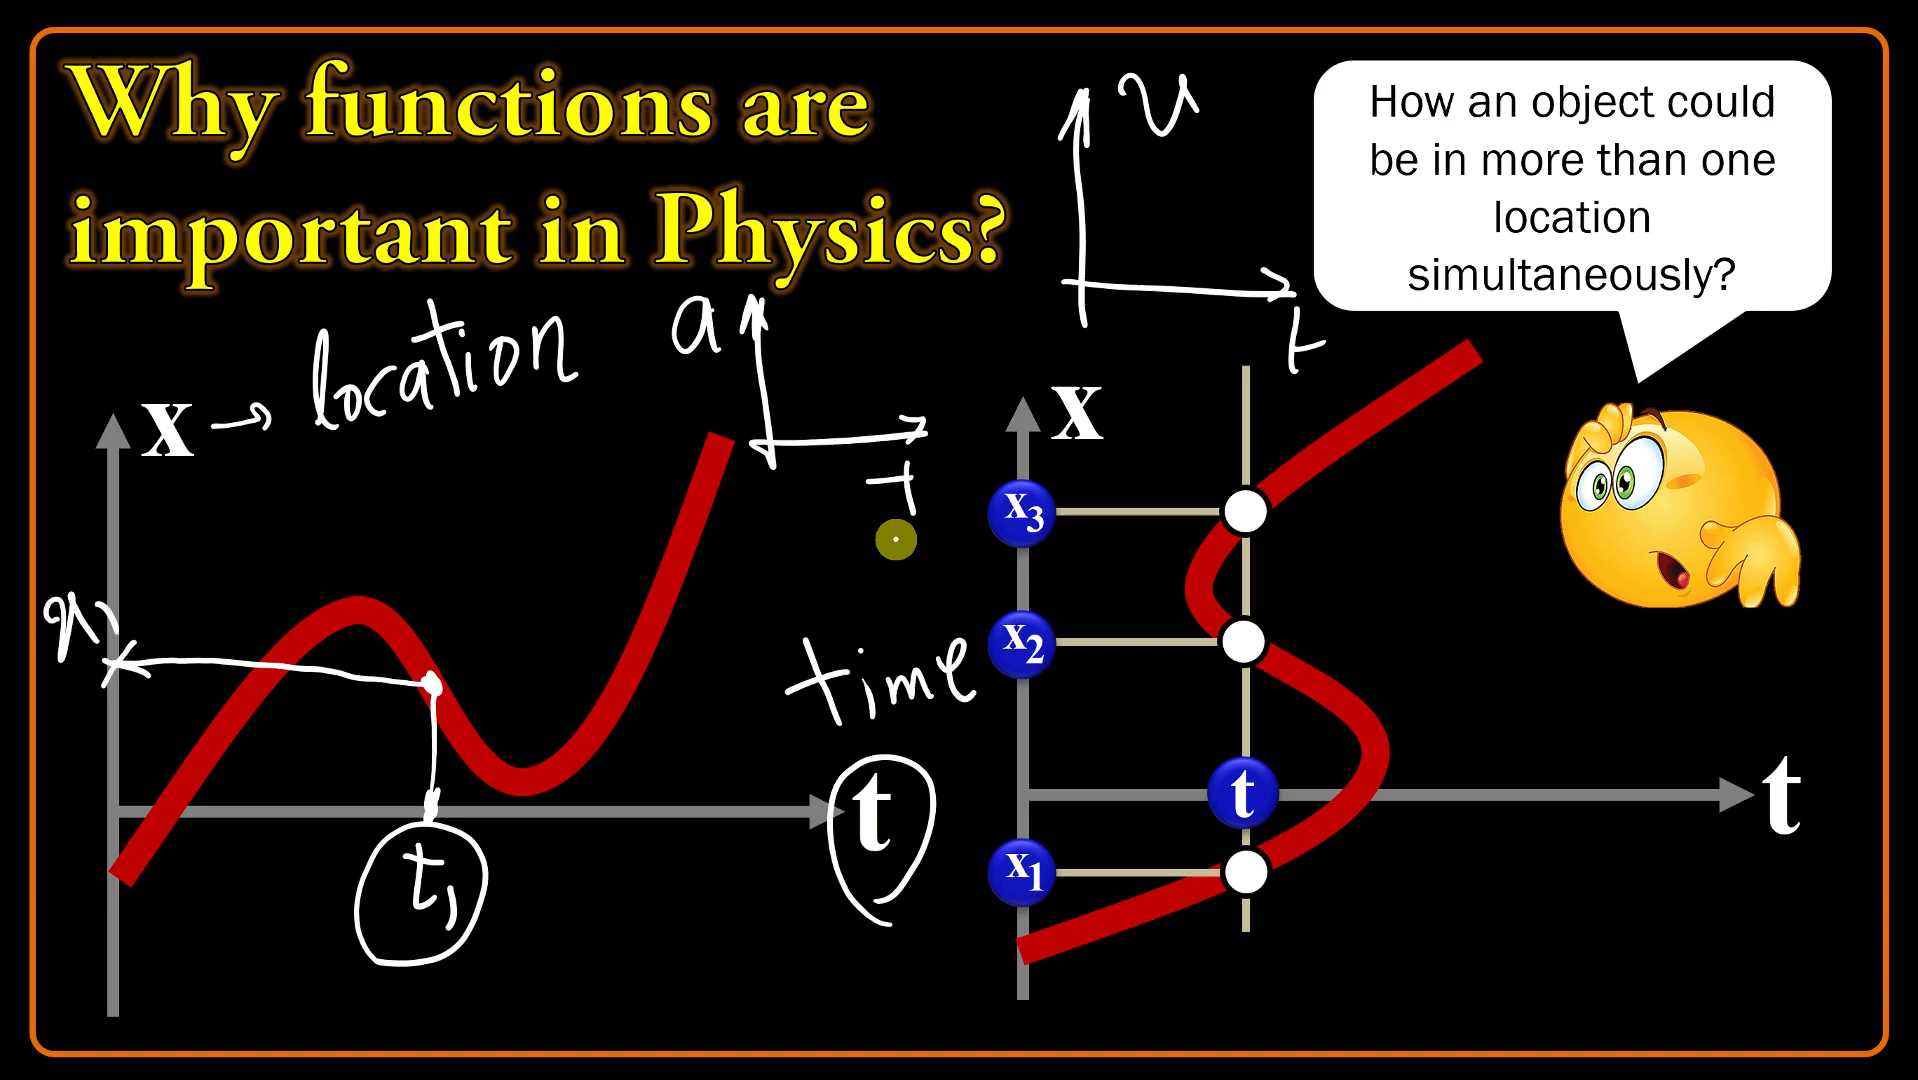 Why functions are
important in Physics?
v
t
How an object could
be in more than one
location
simultaneously?
x → location
a
t
x₁
time
t
t₁
x
x₃
x₂
t
x₁
t